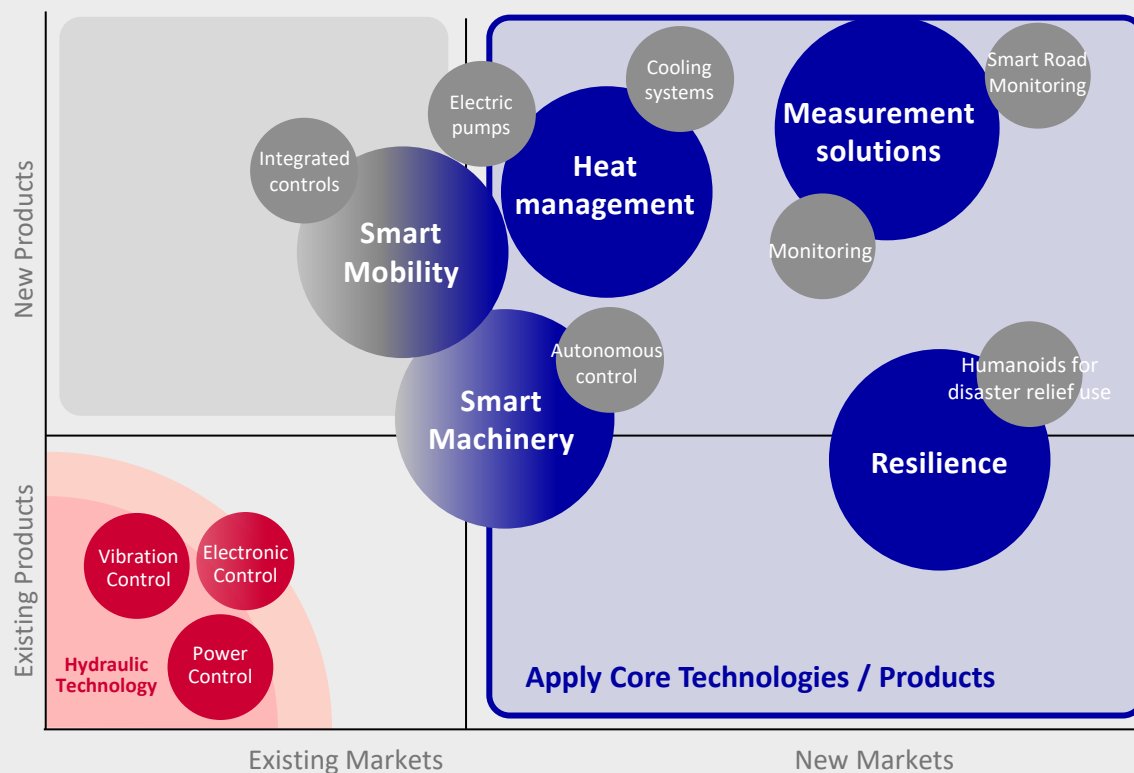 New Products
Existing Products
Integrated
controls
Electric
pumps
Cooling
systems
Smart Road
Monitoring
Smart
Mobility
Heat
management
Measurement
solutions
Monitoring
Smart
Machinery
Autonomous
control
Humanoids for
disaster relief use
Resilience
Vibration
Control
Electronic
Control
Power
Control
Hydraulic
Technology
Apply Core Technologies / Products
Existing Markets
New Markets